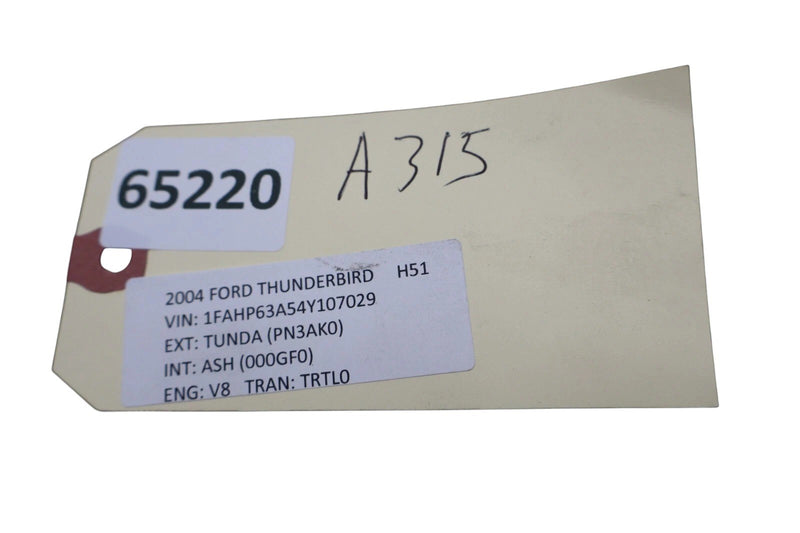 65220
A315
2004 FORD THUNDERBIRD H51
VIN: 1FAHP63A54Y107029
EXT: TUNDA (PN3AK0)
INT: ASH (000GF0)
ENG: V8 TRAN: TRTL0